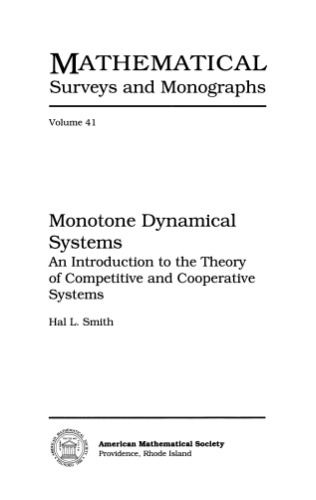 MATHEMATICAL
Surveys and Monographs
Volume 41
Monotone Dynamical
Systems
An Introduction to the Theory
of Competitive and Cooperative
Systems
Hal L. Smith
American Mathematical Society
Providence, Rhode Island